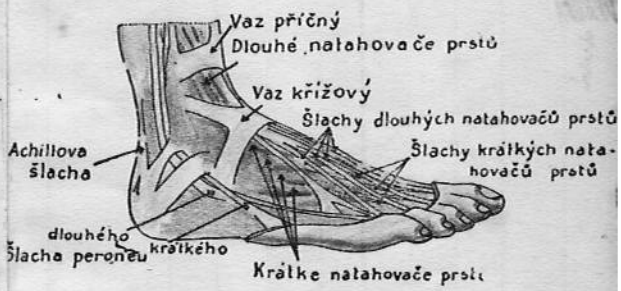 Vaz příčný
Dlouhé natahovače prstů
Vaz křížový
Šlachy dlouhých natahovačů prstů
Achillova
šlacha
Šlachy krátkých nata-
hovačů prstů
dlouhého
krátkého
Šlacha peroneu
Krátke natahovače prstů